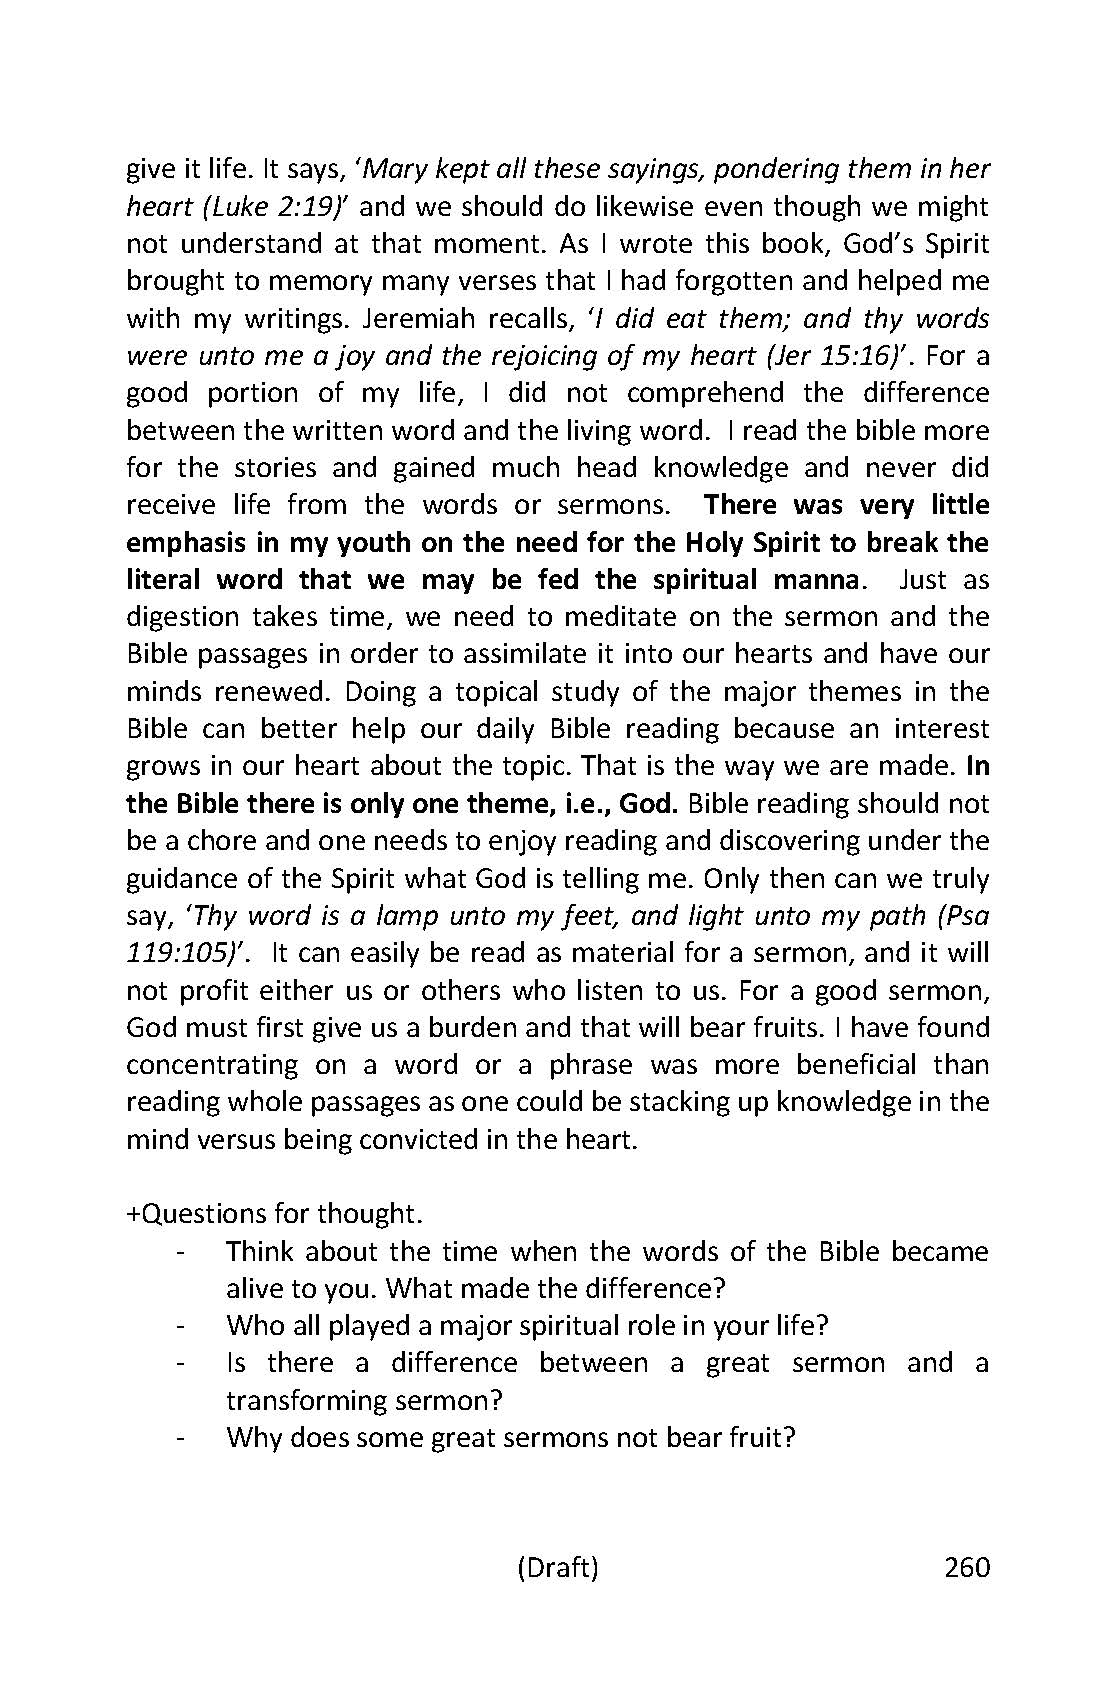 give it life. It says, ‘Mary kept all these sayings, pondering them in her
heart (Luke 2:19)’ and we should do likewise even though we might
not understand at that moment. As I wrote this book, God’s Spirit
brought to memory many verses that I had forgotten and helped me
with my writings. Jeremiah recalls, ‘I did eat them; and thy words
were unto me a joy and the rejoicing of my heart (Jer 15:16)’. For a
good portion of my life, I did not comprehend the difference
between the written word and the living word. I read the bible more
for the stories and gained much head knowledge and never did
receive life from the words or sermons. There was very little
emphasis in my youth on the need for the Holy Spirit to break the
literal word that we may be fed the spiritual manna. Just as
digestion takes time, we need to meditate on the sermon and the
Bible passages in order to assimilate it into our hearts and have our
minds renewed. Doing a topical study of the major themes in the
Bible can better help our daily Bible reading because an interest
grows in our heart about the topic. That is the way we are made. In
the Bible there is only one theme, i.e., God. Bible reading should not
be a chore and one needs to enjoy reading and discovering under the
guidance of the Spirit what God is telling me. Only then can we truly
say, ‘Thy word is a lamp unto my feet, and light unto my path (Psa
119:105)’. It can easily be read as material for a sermon, and it will
not profit either us or others who listen to us. For a good sermon,
God must first give us a burden and that will bear fruits. I have found
concentrating on a word or a phrase was more beneficial than
reading whole passages as one could be stacking up knowledge in the
mind versus being convicted in the heart.
+Questions for thought.
- Think about the time when the words of the Bible became
alive to you. What made the difference?
- Who all played a major spiritual role in your life?
- Is there a difference between a great sermon and a
transforming sermon?
- Why does some great sermons not bear fruit?
(Draft) 260